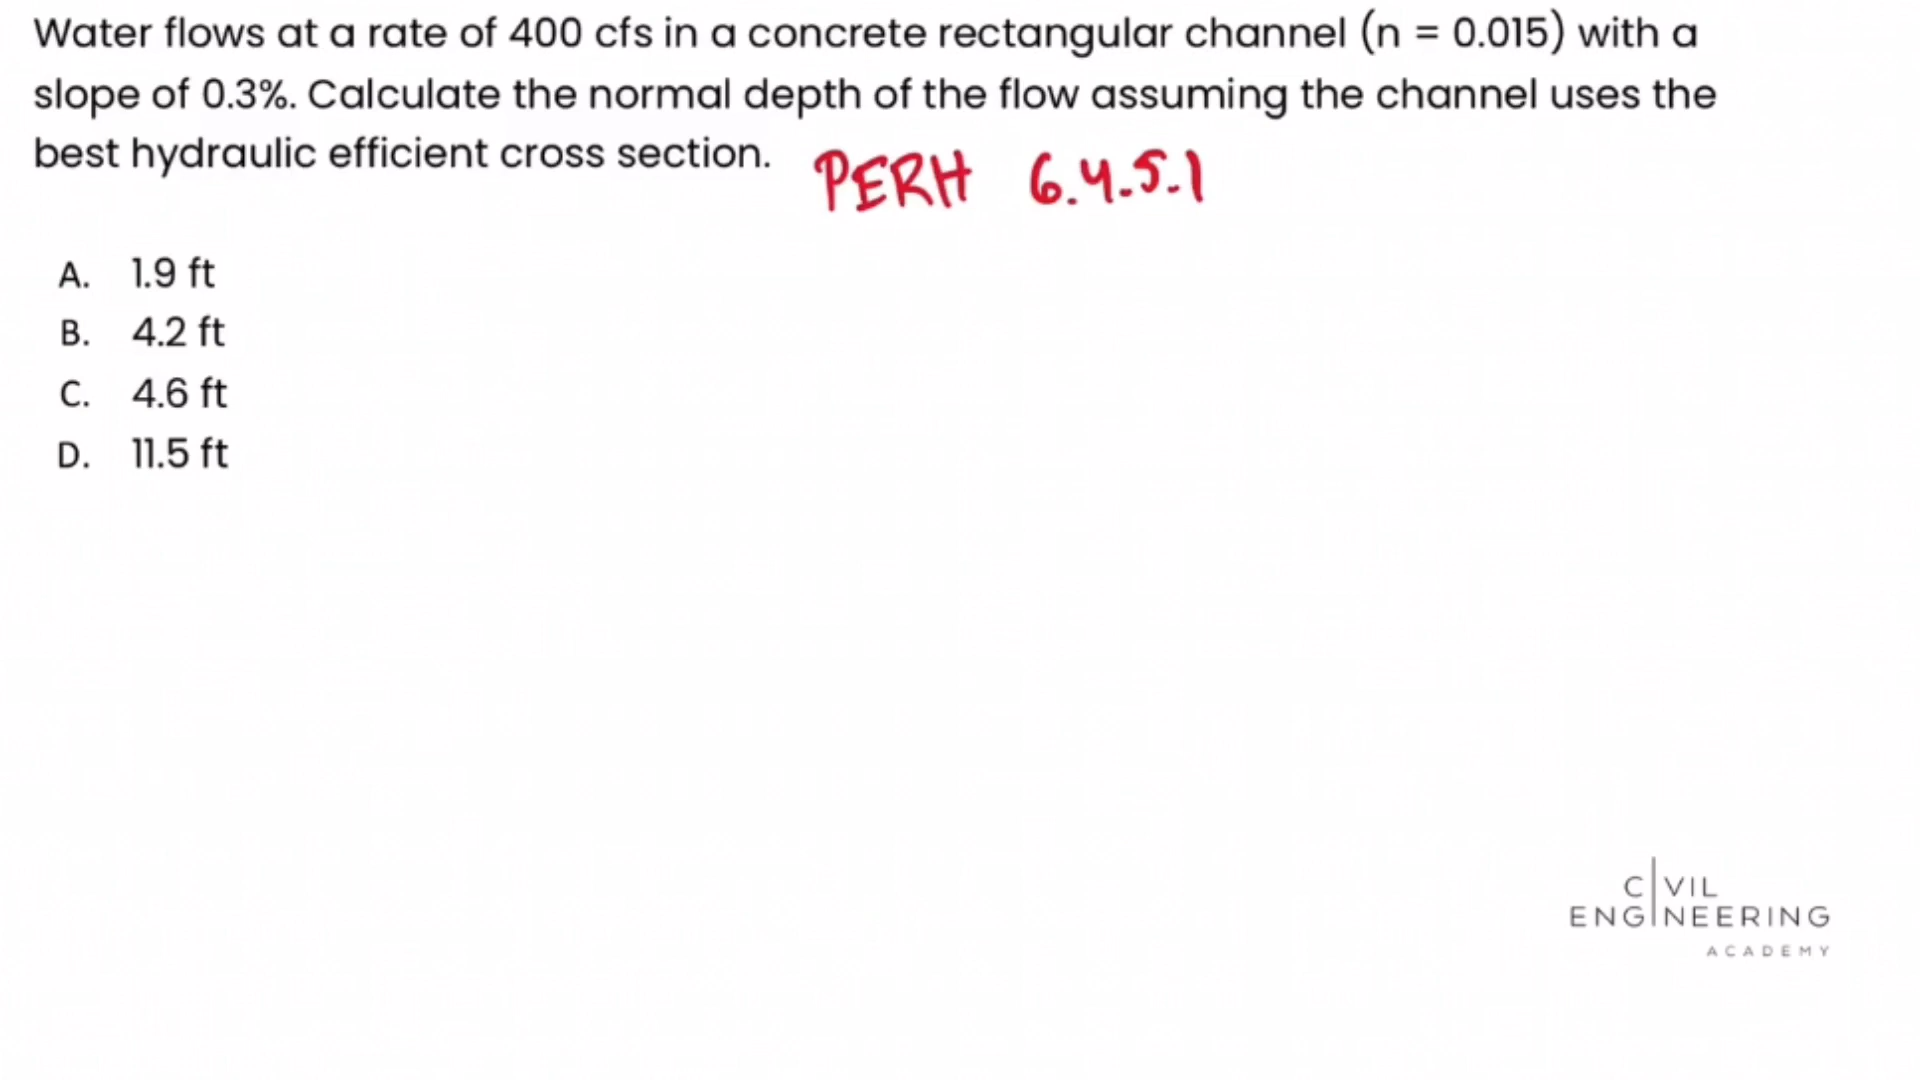 Water flows at a rate of 400 cfs in a concrete rectangular channel (n = 0.015) with a
slope of 0.3%. Calculate the normal depth of the flow assuming the channel uses the
best hydraulic efficient cross section.
PERH 6.4.5.1
A. 1.9 ft
B. 4.2 ft
C. 4.6 ft
D. 11.5 ft
CIVIL
ENGINEERING
ACADEMY